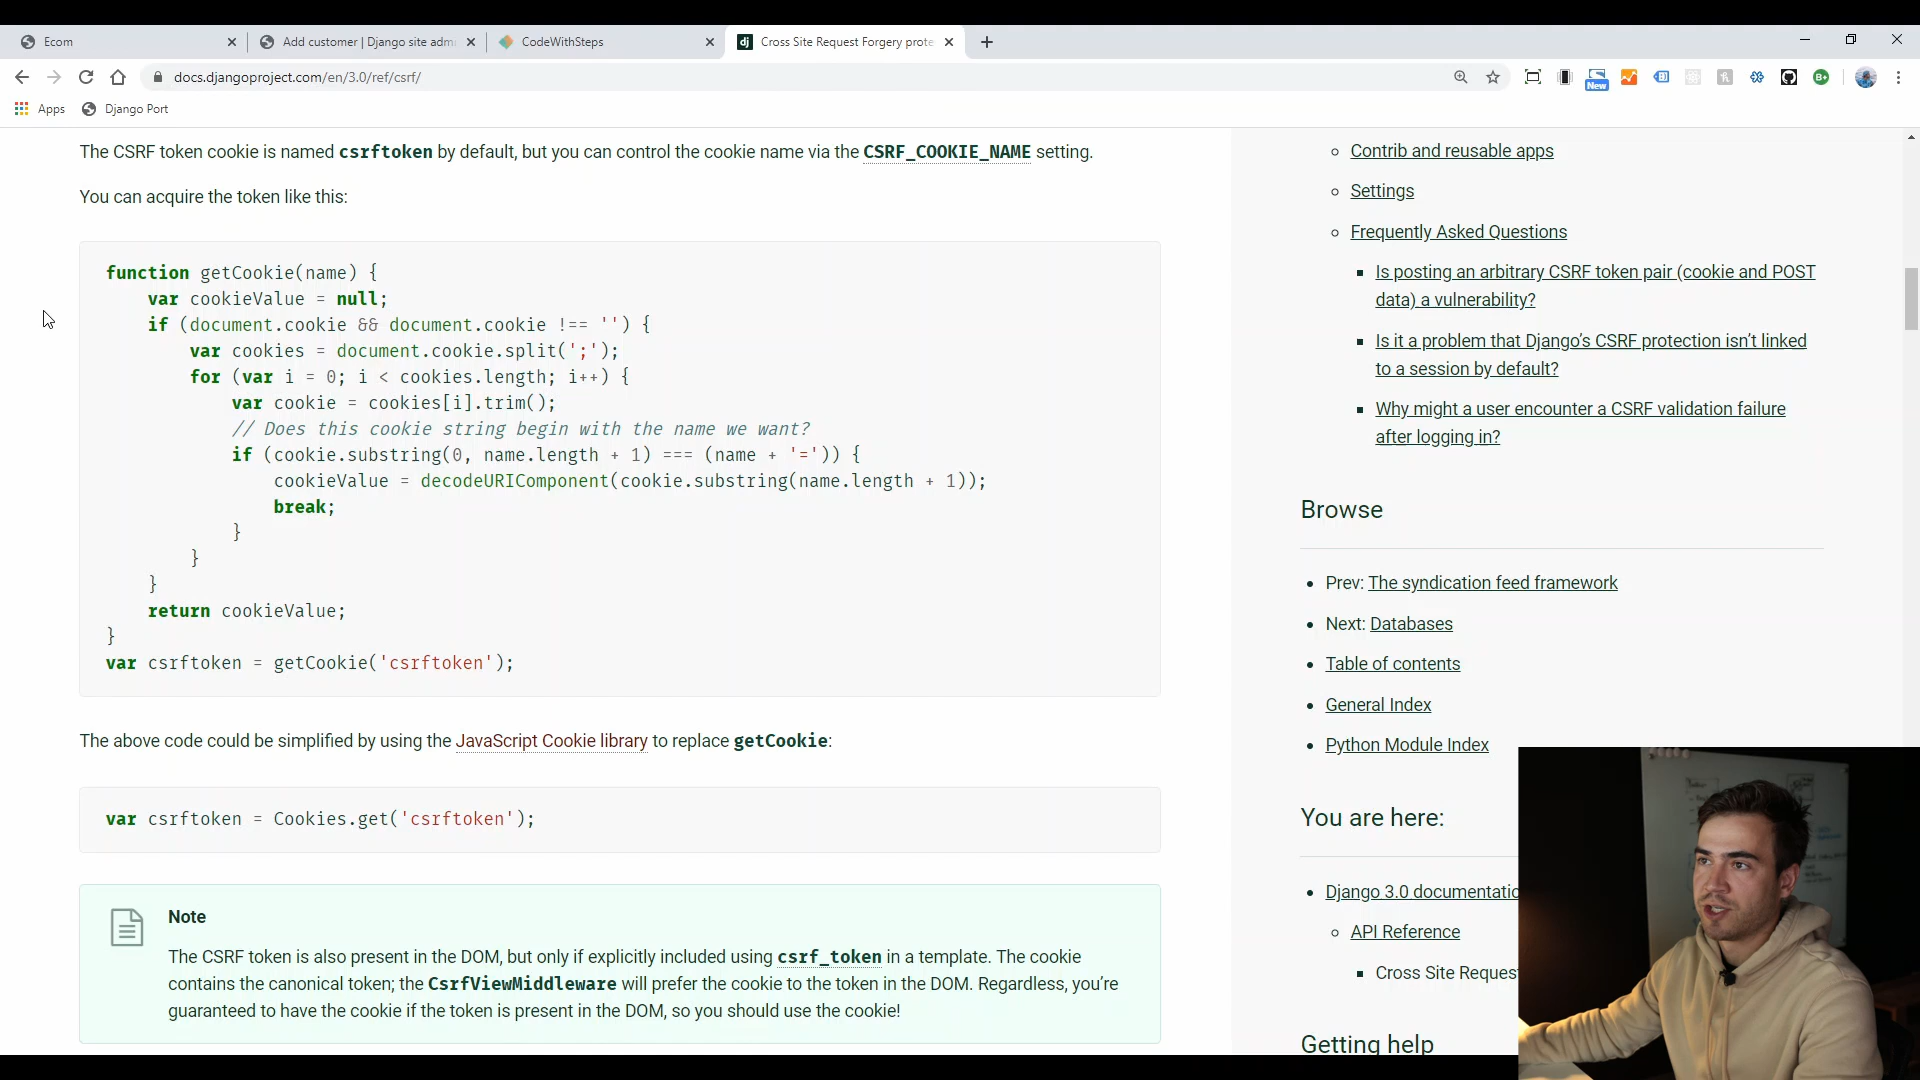 Ecom
Add customer | Django site adm
CodeWithSteps
dj Cross Site Request Forgery prote
docs.djangoproject.com/en/3.0/ref/csrf/
New
B+
Apps
Django Port
The CSRF token cookie is named csrftoken by default, but you can control the cookie name via the CSRF_COOKIE_NAME setting.
You can acquire the token like this:
function getCookie(name) {
    var cookieValue = null;
    if (document.cookie && document.cookie !== '') {
        var cookies = document.cookie.split(';');
        for (var i = 0; i < cookies.length; i++) {
            var cookie = cookies[i].trim();
            // Does this cookie string begin with the name we want?
            if (cookie.substring(0, name.length + 1) === (name + '=')) {
                cookieValue = decodeURIComponent(cookie.substring(name.length + 1));
                break;
            }
        }
    }
    return cookieValue;
}
var csrftoken = getCookie('csrftoken');
The above code could be simplified by using the JavaScript Cookie library to replace getCookie:
var csrftoken = Cookies.get('csrftoken');
Note
The CSRF token is also present in the DOM, but only if explicitly included using csrf_token in a template. The cookie
contains the canonical token; the CsrfViewMiddleware will prefer the cookie to the token in the DOM. Regardless, you're
guaranteed to have the cookie if the token is present in the DOM, so you should use the cookie!
Contrib and reusable apps
Settings
Frequently Asked Questions
Is posting an arbitrary CSRF token pair (cookie and POST
data) a vulnerability?
Is it a problem that Django's CSRF protection isn't linked
to a session by default?
Why might a user encounter a CSRF validation failure
after logging in?
Browse
Prev: The syndication feed framework
Next: Databases
Table of contents
General Index
Python Module Index
You are here:
Django 3.0 documentatio
API Reference
Cross Site Request
Getting help